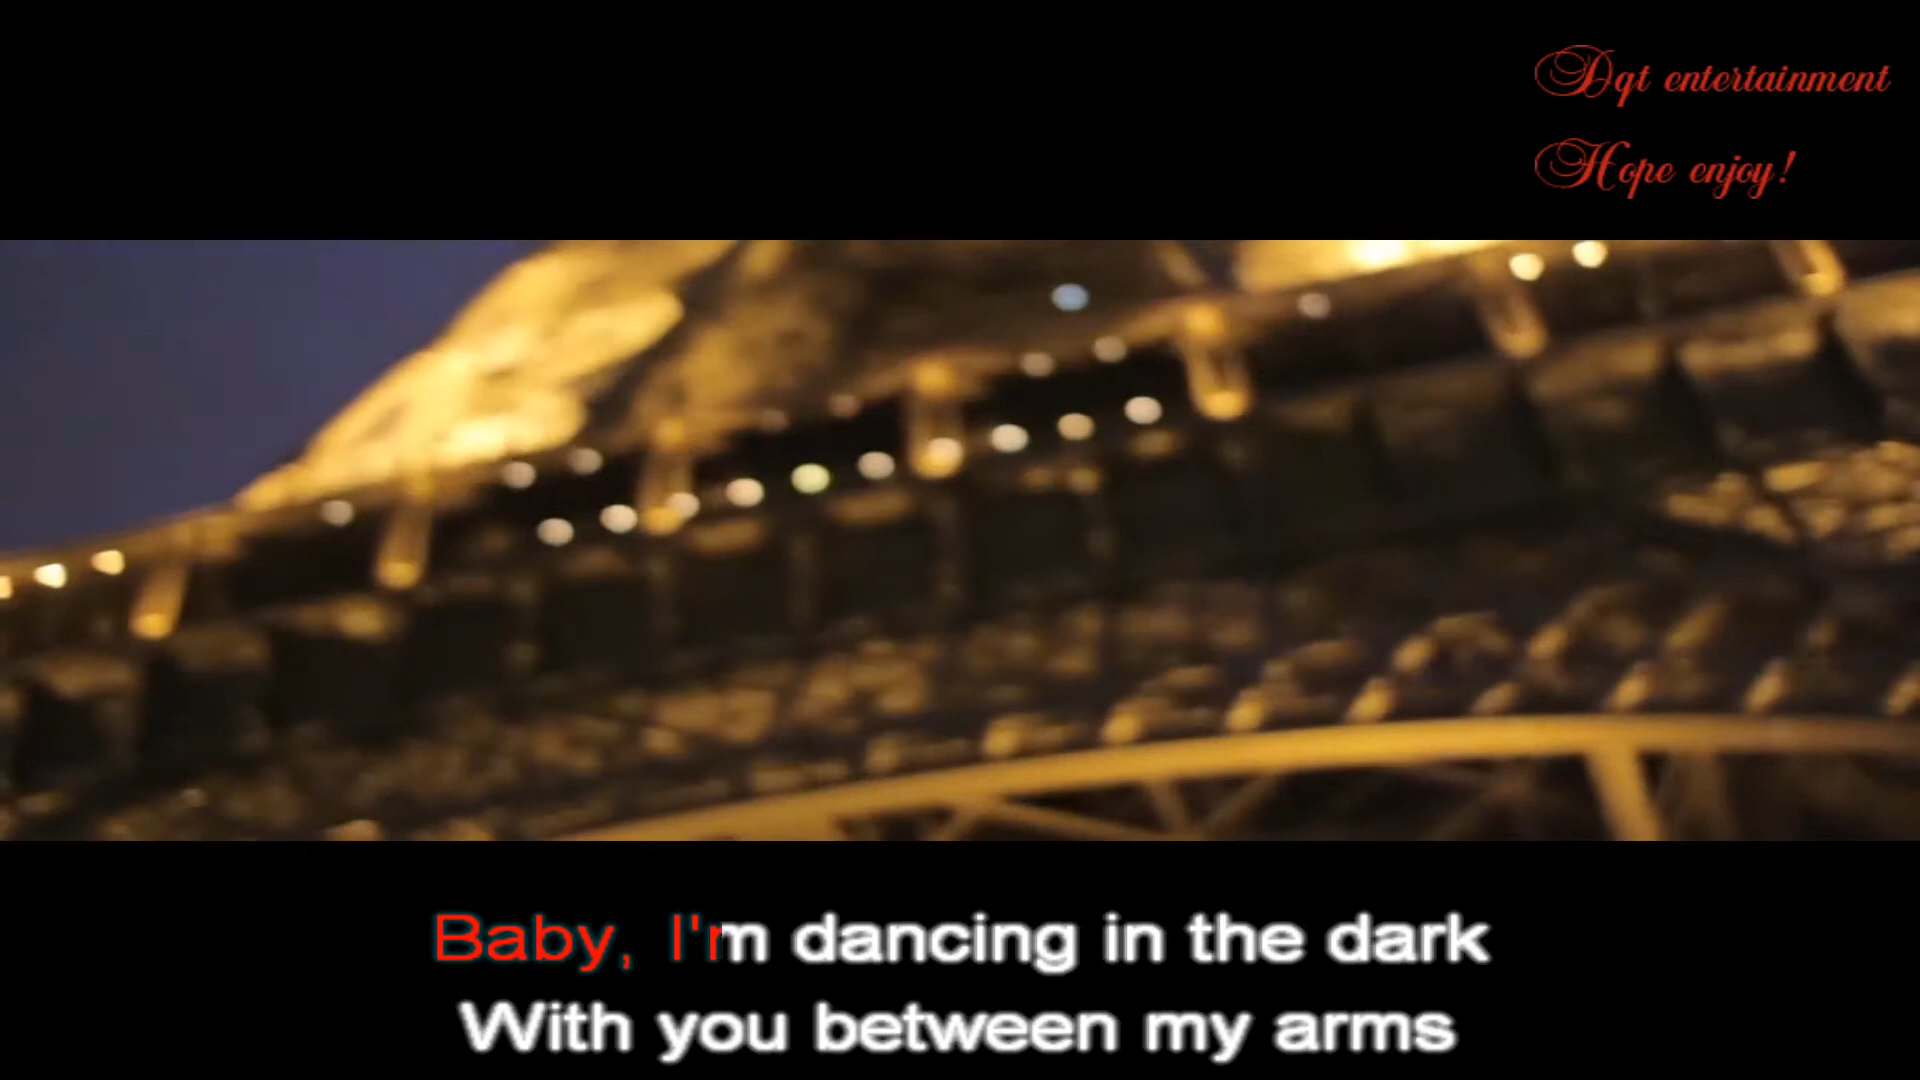 Dqt entertainment
Hope enjoy!
Baby, I'm dancing in the dark
With you between my arms